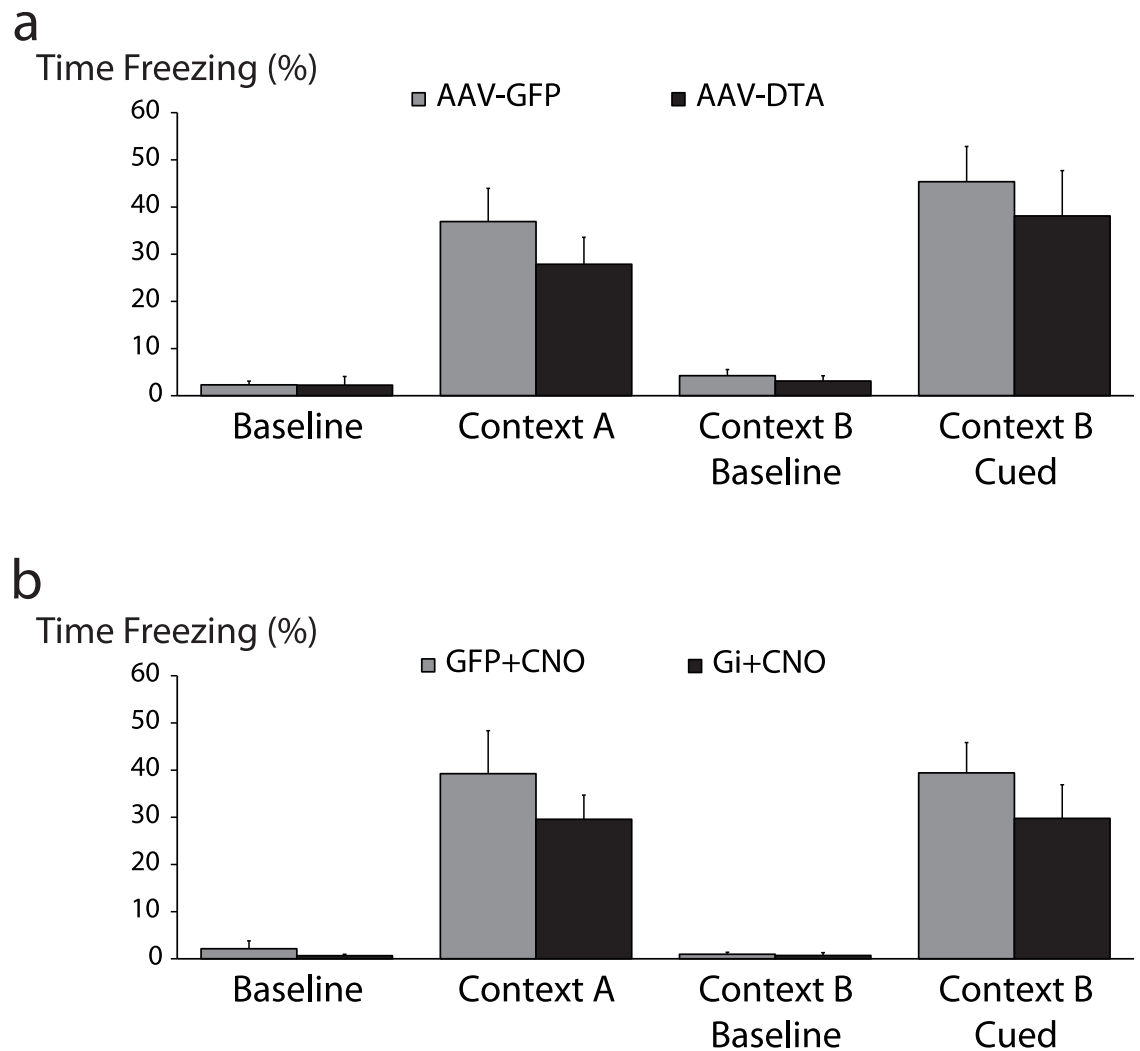 a
Time Freezing (%)
AAV-GFP AAV-DTA
60
50
40
30
20
10
0
Baseline Context A Context B Context B
Baseline Cued
b
Time Freezing (%)
GFP+CNO Gi+CNO
60
50
40
30
20
10
0
Baseline Context A Context B Context B
Baseline Cued